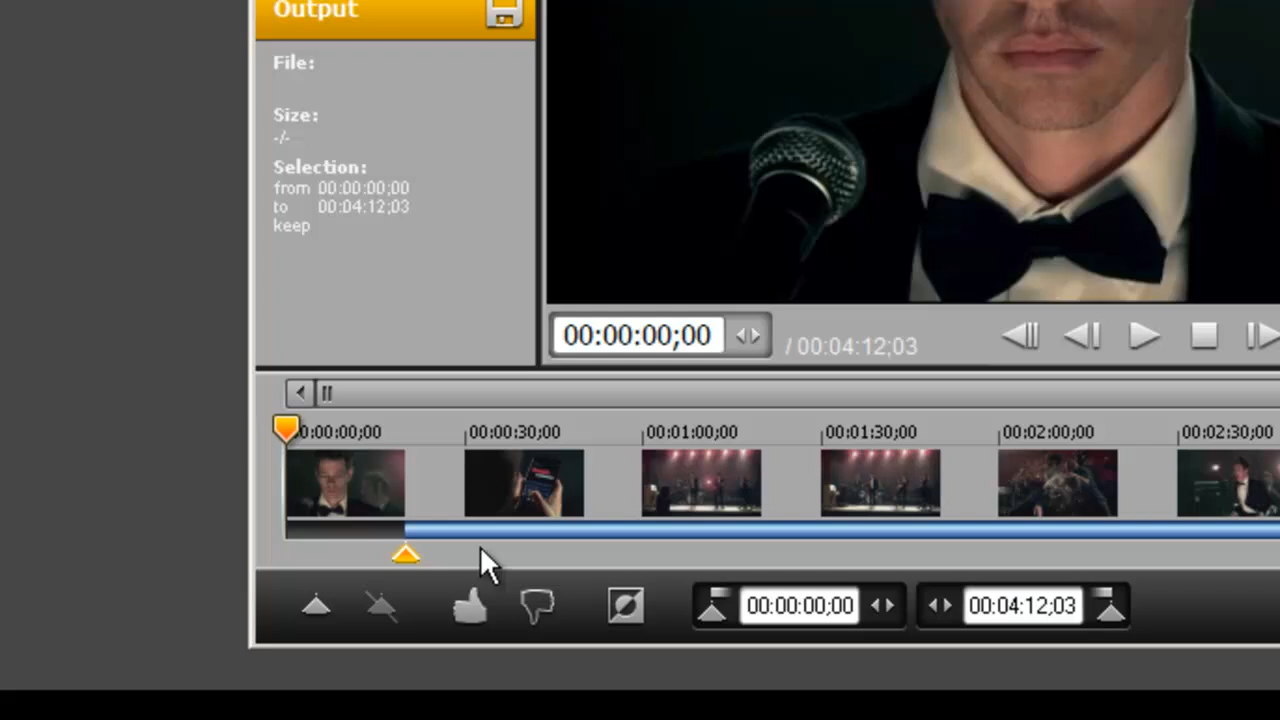 Output
File:
Size:
-/-
Selection:
from 00:00:00;00
to 00:04:12;03
keep
00:00:00;00 / 00:04:12;03
0:00:00;00 00:00:30;00 00:01:00;00 00:01:30;00 00:02:00;00 00:02:30;00
00:00:00;00 00:04:12;03